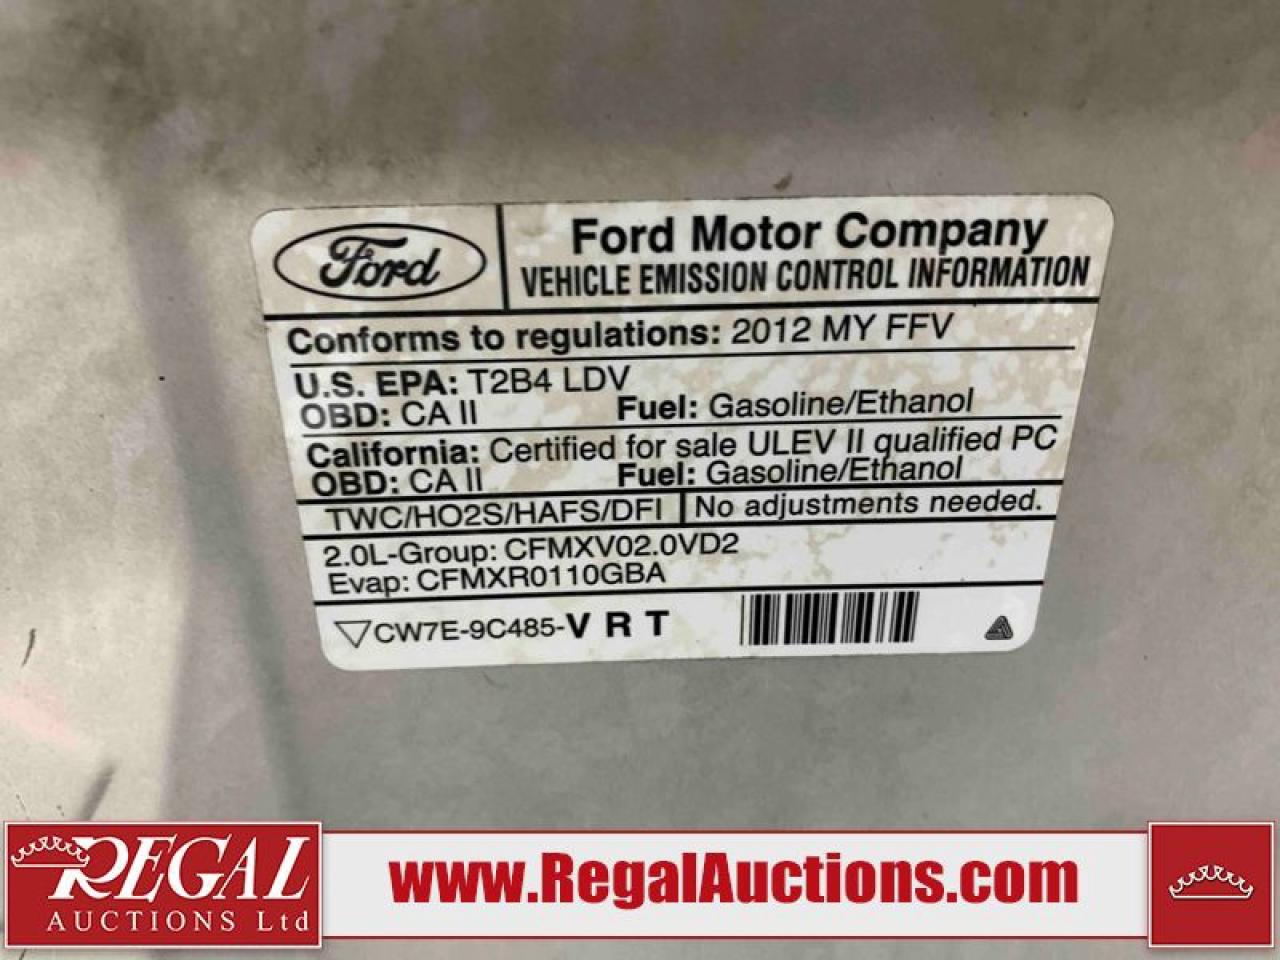 Ford
Ford Motor Company
VEHICLE EMISSION CONTROL INFORMATION
Conforms to regulations: 2012 MY FFV
U.S. EPA: T2B4 LDV
OBD: CA II Fuel: Gasoline/Ethanol
California: Certified for sale ULEV II qualified PC
OBD: CA II Fuel: Gasoline/Ethanol
TWC/HO2S/HAFS/DFI No adjustments needed.
2.0L-Group: CFMXV02.0VD2
Evap: CFMXR0110GBA
CW7E-9C485-V R T
REGAL
AUCTIONS Ltd
www.RegalAuctions.com